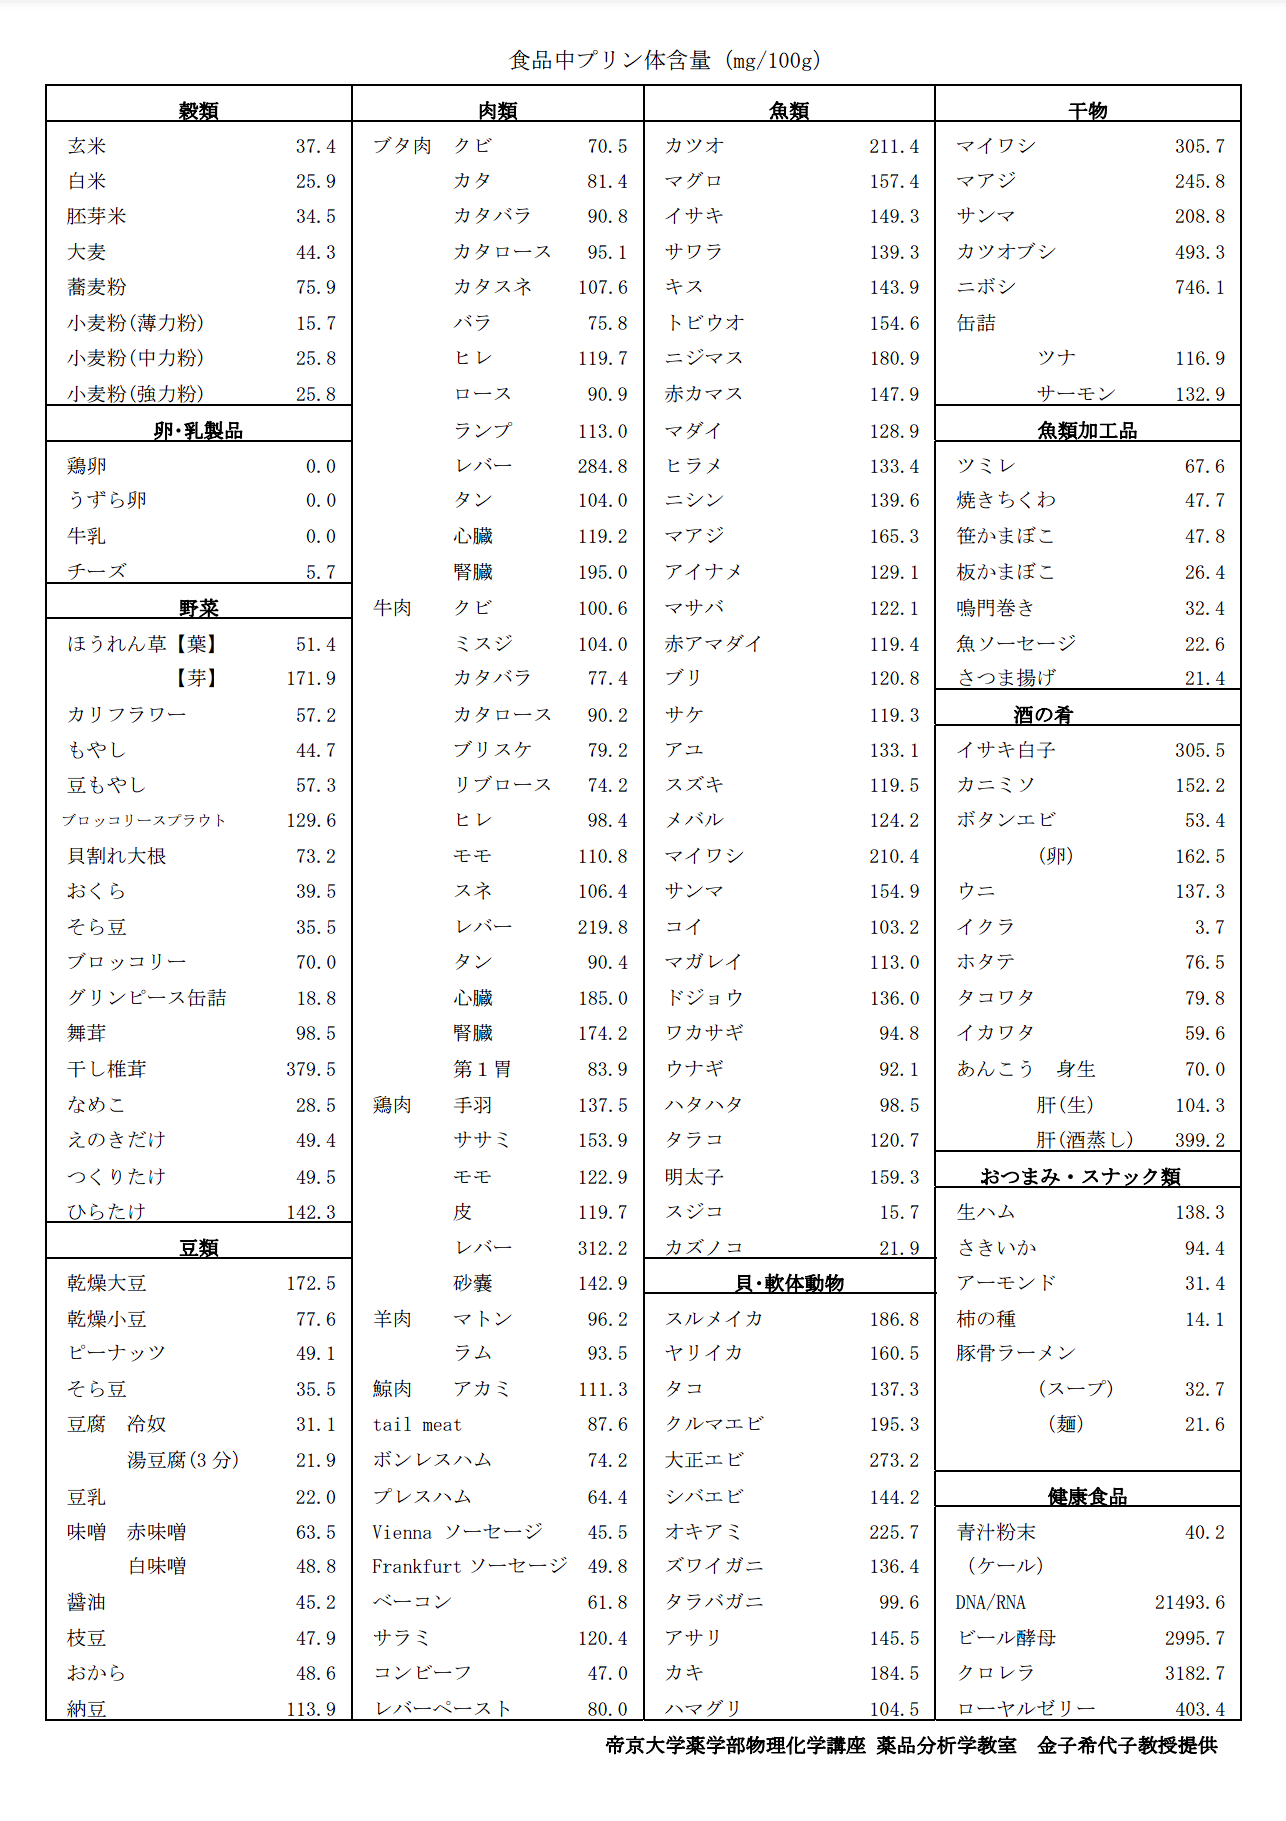 食品中プリン体含量 (mg/100g)
穀類
玄米 37.4
白米 25.9
胚芽米 34.5
大麦 44.3
蕎麦粉 75.9
小麦粉(薄力粉) 15.7
小麦粉(中力粉) 25.8
小麦粉(強力粉) 25.8
卵･乳製品
鶏卵 0.0
うずら卵 0.0
牛乳 0.0
チーズ 5.7
野菜
ほうれん草【葉】 51.4
【芽】 171.9
カリフラワー 57.2
もやし 44.7
豆もやし 57.3
ブロッコリースプラウト 129.6
貝割れ大根 73.2
おくら 39.5
そら豆 35.5
ブロッコリー 70.0
グリンピース缶詰 18.8
舞茸 98.5
干し椎茸 379.5
なめこ 28.5
えのきだけ 49.4
つくりたけ 49.5
ひらたけ 142.3
豆類
乾燥大豆 172.5
乾燥小豆 77.6
ピーナッツ 49.1
そら豆 35.5
豆腐 冷奴 31.1
湯豆腐(3分) 21.9
豆乳 22.0
味噌 赤味噌 63.5
白味噌 48.8
醤油 45.2
枝豆 47.9
おから 48.6
納豆 113.9
肉類
ブタ肉 クビ 70.5
カタ 81.4
カタバラ 90.8
カタロース 95.1
カタスネ 107.6
バラ 75.8
ヒレ 119.7
ロース 90.9
ランプ 113.0
レバー 284.8
タン 104.0
心臓 119.2
腎臓 195.0
牛肉 クビ 100.6
ミスジ 104.0
カタバラ 77.4
カタロース 90.2
ブリスケ 79.2
リブロース 74.2
ヒレ 98.4
モモ 110.8
スネ 106.4
レバー 219.8
タン 90.4
心臓 185.0
腎臓 174.2
第１胃 83.9
鶏肉 手羽 137.5
ササミ 153.9
モモ 122.9
皮 119.7
レバー 312.2
砂嚢 142.9
羊肉 マトン 96.2
ラム 93.5
鯨肉 アカミ 111.3
tail meat 87.6
ボンレスハム 74.2
プレスハム 64.4
Vienna ソーセージ 45.5
Frankfurt ソーセージ 49.8
ベーコン 61.8
サラミ 120.4
コンビーフ 47.0
レバーペースト 80.0
魚類
カツオ 211.4
マグロ 157.4
イサキ 149.3
サワラ 139.3
キス 143.9
トビウオ 154.6
ニジマス 180.9
赤カマス 147.9
マダイ 128.9
ヒラメ 133.4
ニシン 139.6
マアジ 165.3
アイナメ 129.1
マサバ 122.1
赤アマダイ 119.4
ブリ 120.8
サケ 119.3
アユ 133.1
スズキ 119.5
メバル 124.2
マイワシ 210.4
サンマ 154.9
コイ 103.2
マガレイ 113.0
ドジョウ 136.0
ワカサギ 94.8
ウナギ 92.1
ハタハタ 98.5
タラコ 120.7
明太子 159.3
スジコ 15.7
カズノコ 21.9
貝･軟体動物
スルメイカ 186.8
ヤリイカ 160.5
タコ 137.3
クルマエビ 195.3
大正エビ 273.2
シバエビ 144.2
オキアミ 225.7
ズワイガニ 136.4
タラバガニ 99.6
アサリ 145.5
カキ 184.5
ハマグリ 104.5
干物
マイワシ 305.7
マアジ 245.8
サンマ 208.8
カツオブシ 493.3
ニボシ 746.1
缶詰
ツナ 116.9
サーモン 132.9
魚類加工品
ツミレ 67.6
焼きちくわ 47.7
笹かまぼこ 47.8
板かまぼこ 26.4
鳴門巻き 32.4
魚ソーセージ 22.6
さつま揚げ 21.4
酒の肴
イサキ白子 305.5
カニミソ 152.2
ボタンエビ 53.4
(卵) 162.5
ウニ 137.3
イクラ 3.7
ホタテ 76.5
タコワタ 79.8
イカワタ 59.6
あんこう 身生 70.0
肝(生) 104.3
肝(酒蒸し) 399.2
おつまみ・スナック類
生ハム 138.3
さきいか 94.4
アーモンド 31.4
柿の種 14.1
豚骨ラーメン
(スープ) 32.7
(麺) 21.6
健康食品
青汁粉末 40.2
(ケール)
DNA/RNA 21493.6
ビール酵母 2995.7
クロレラ 3182.7
ローヤルゼリー 403.4
帝京大学薬学部物理化学講座 薬品分析学教室 金子希代子教授提供